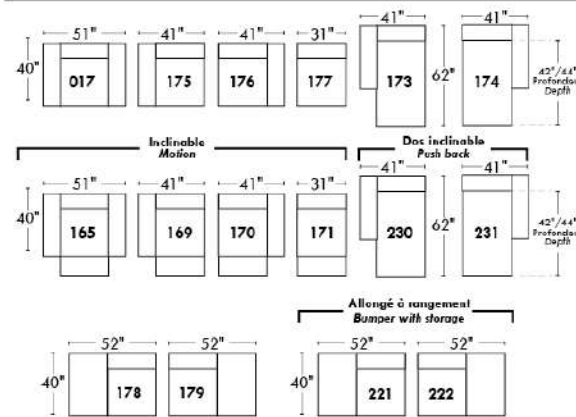 51" 41" 41" 31" 41" 41"
40" 017 175 176 177 173 62" 174 42"/44"
Profondeur
Depth
Inclinable
Motion
Dos inclinable
Push back
51" 41" 41" 31" 41" 41"
40" 165 169 170 171 230 62" 231 42"/44"
Profondeur
Depth
Allongé à rangement
Bumper with storage
52" 52" 52" 52"
40" 178 179 40" 221 222